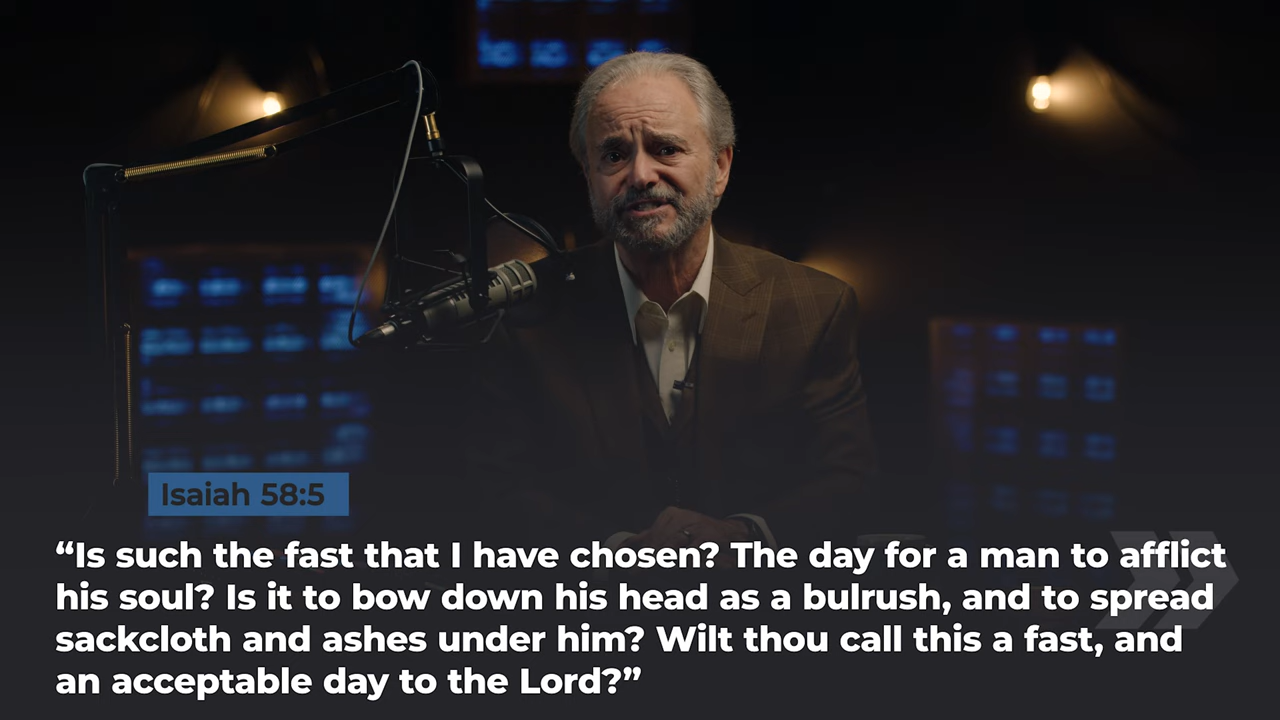 Isaiah 58:5
“Is such the fast that I have chosen? The day for a man to afflict
his soul? Is it to bow down his head as a bulrush, and to spread
sackcloth and ashes under him? Wilt thou call this a fast, and
an acceptable day to the Lord?”